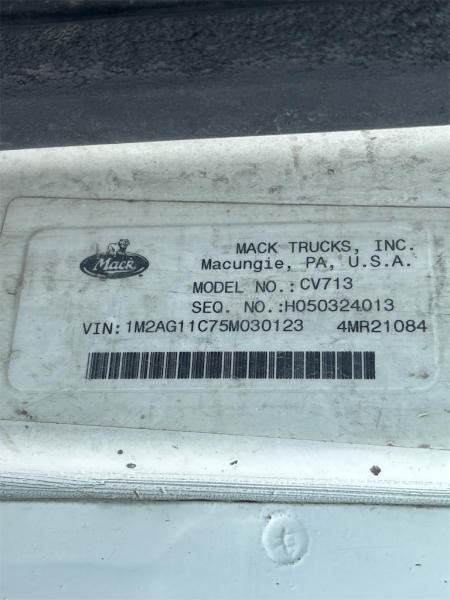 Mack
MACK TRUCKS, INC.
Macungie, PA, U.S.A.
MODEL NO.: CV713
SEQ. NO.:H050324013
VIN: 1M2AG11C75M030123 4MR21084